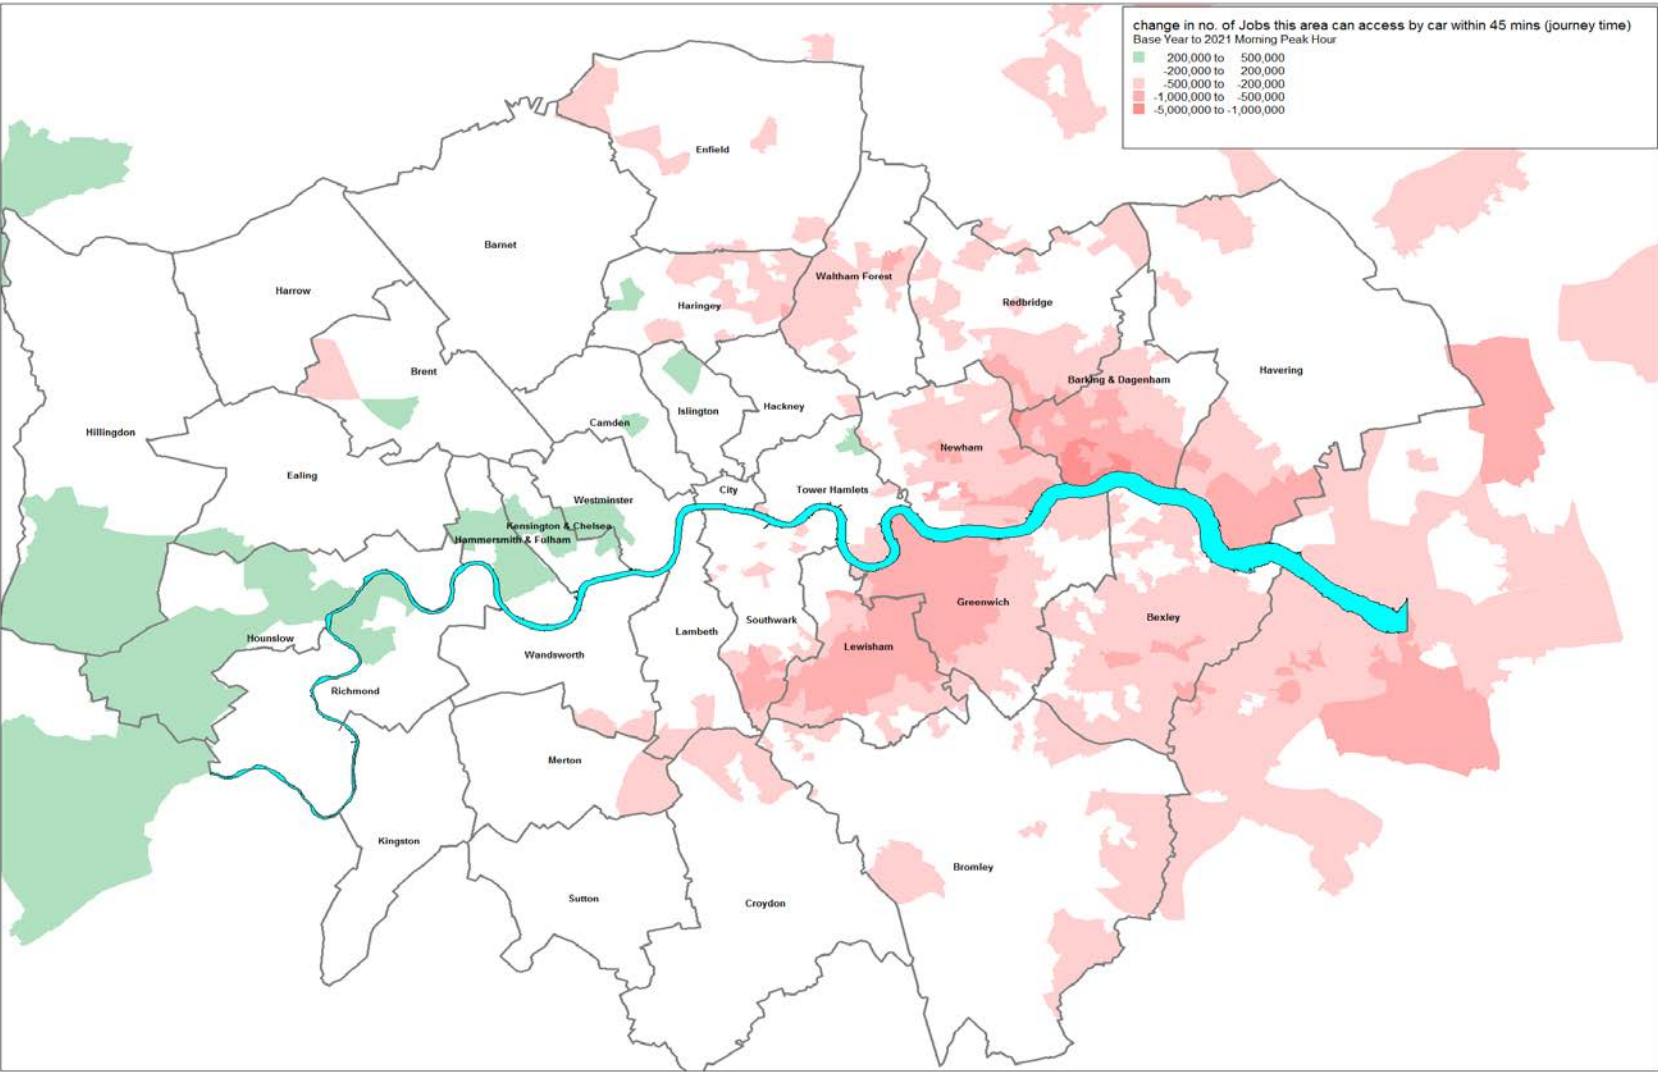 change in no. of Jobs this area can access by car within 45 mins (journey time)
Base Year to 2021 Morning Peak Hour
200,000 to 500,000
-200,000 to 200,000
-500,000 to -200,000
-1,000,000 to -500,000
-5,000,000 to -1,000,000
Enfield
Barnet
Waltham Forest
Harrow
Redbridge
Haringey
Brent
Havering
Barking & Dagenham
Hackney
Islington
Camden
Hillingdon
Newham
Ealing
City
Tower Hamlets
Westminster
Kensington & Chelsea
Hammersmith & Fulham
Greenwich
Bexley
Southwark
Lambeth
Hounslow
Lewisham
Wandsworth
Richmond
Merton
Kingston
Bromley
Sutton
Croydon